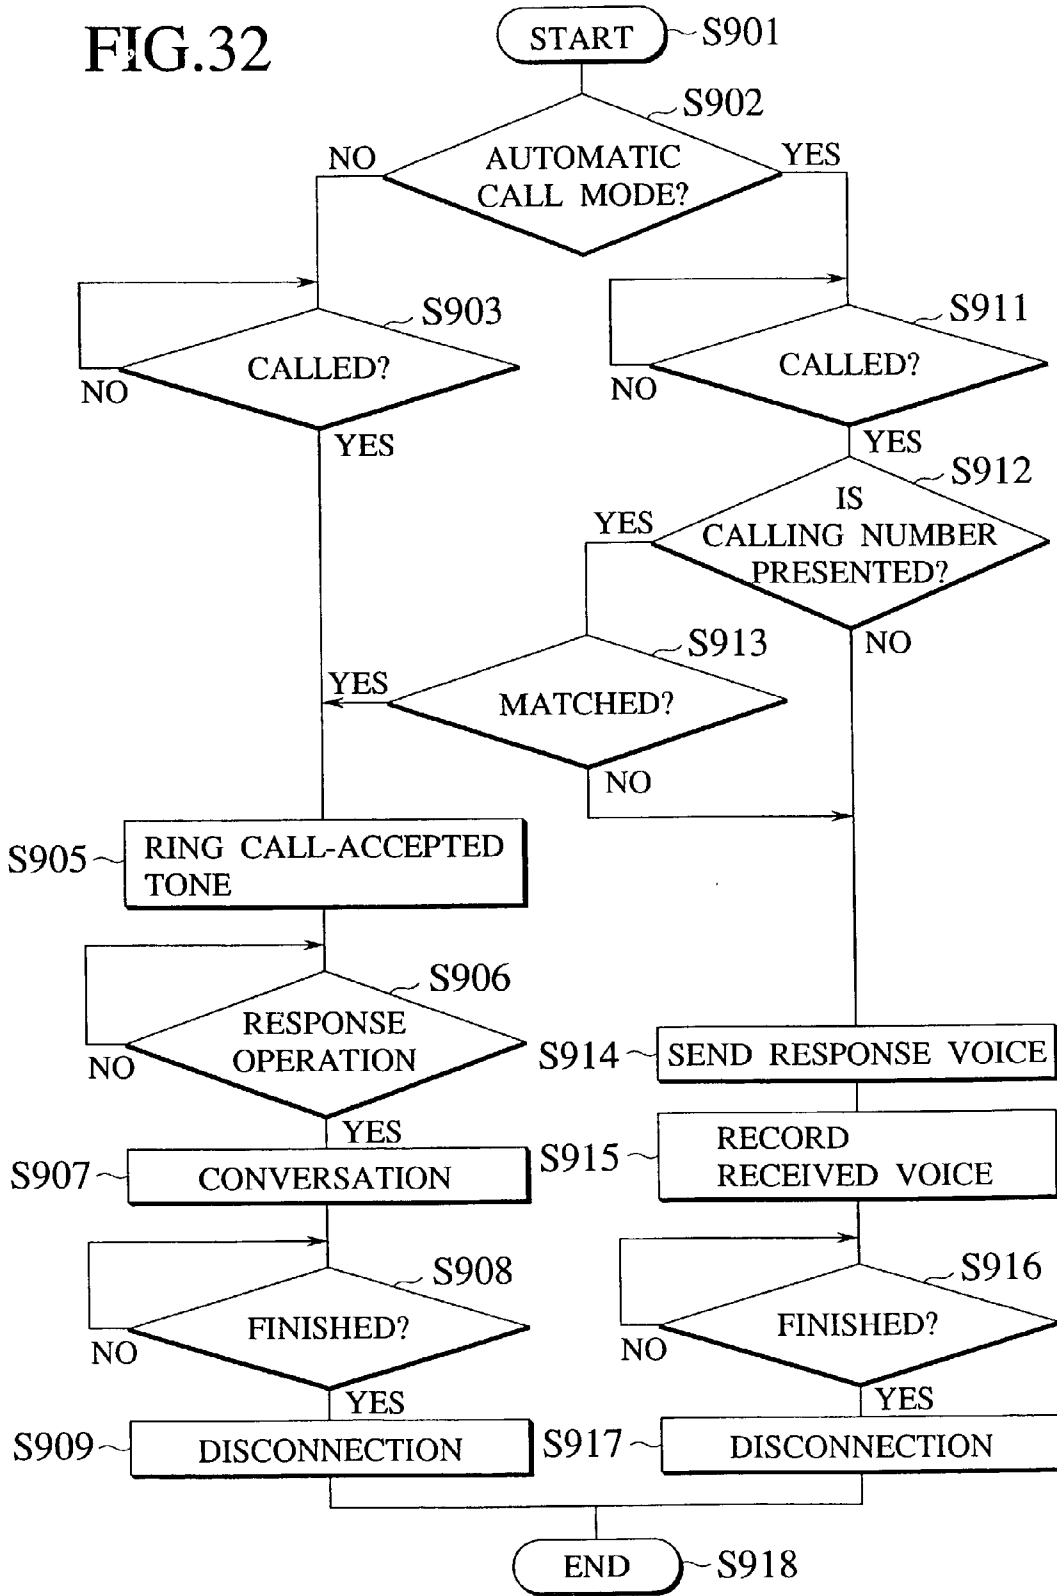 FIG.32
START
S901
S902
AUTOMATIC
CALL MODE?
NO
YES
S903
CALLED?
NO
YES
S911
CALLED?
NO
YES
S912
IS
CALLING NUMBER
PRESENTED?
YES
NO
S913
MATCHED?
YES
NO
S905
RING CALL-ACCEPTED
TONE
S906
RESPONSE
OPERATION
NO
YES
S914
SEND RESPONSE VOICE
S907
CONVERSATION
S915
RECORD
RECEIVED VOICE
S908
FINISHED?
NO
YES
S916
FINISHED?
NO
YES
S909
DISCONNECTION
S917
DISCONNECTION
END
S918